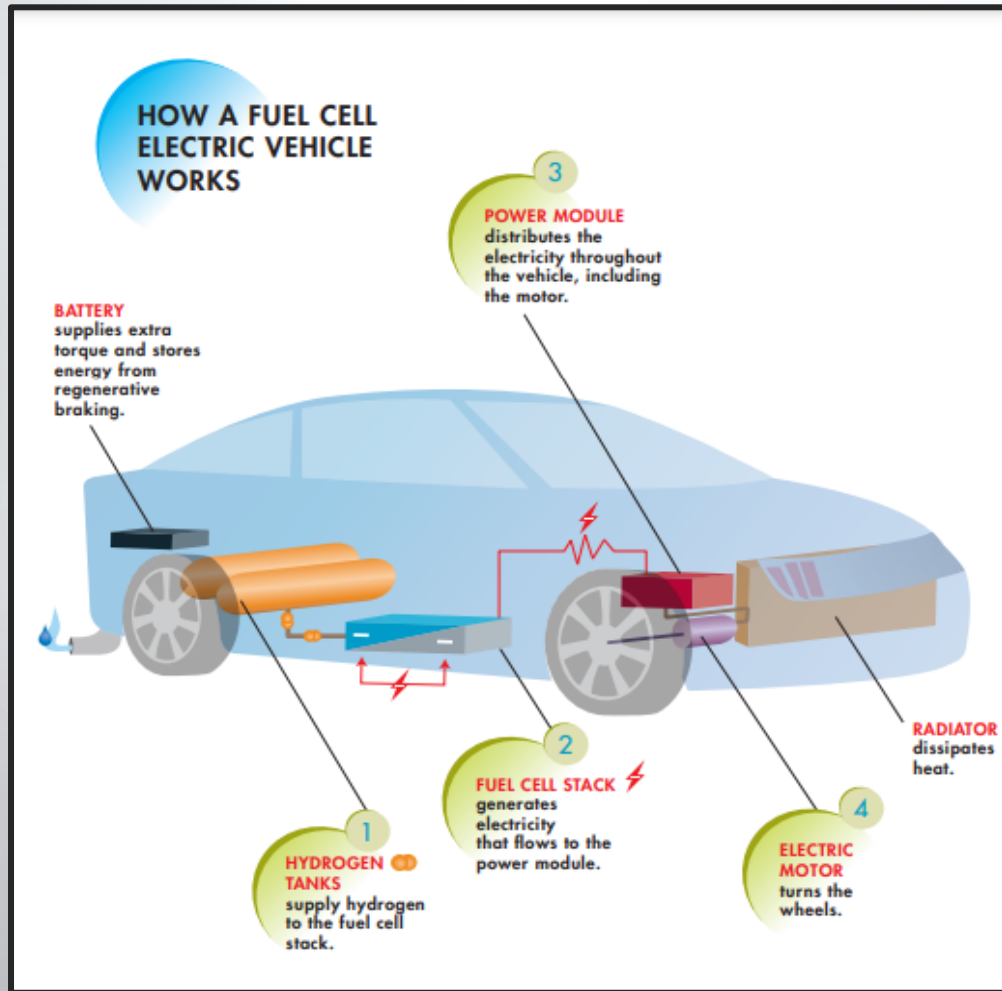 HOW A FUEL CELL
ELECTRIC VEHICLE
WORKS
3
POWER MODULE
distributes the
electricity throughout
the vehicle, including
the motor.
BATTERY
supplies extra
torque and stores
energy from
regenerative
braking.
RADIATOR
dissipates
heat.
2
FUEL CELL STACK
generates
electricity
that flows to the
power module.
1
HYDROGEN
TANKS
supply hydrogen
to the fuel cell
stack.
4
ELECTRIC
MOTOR
turns the
wheels.